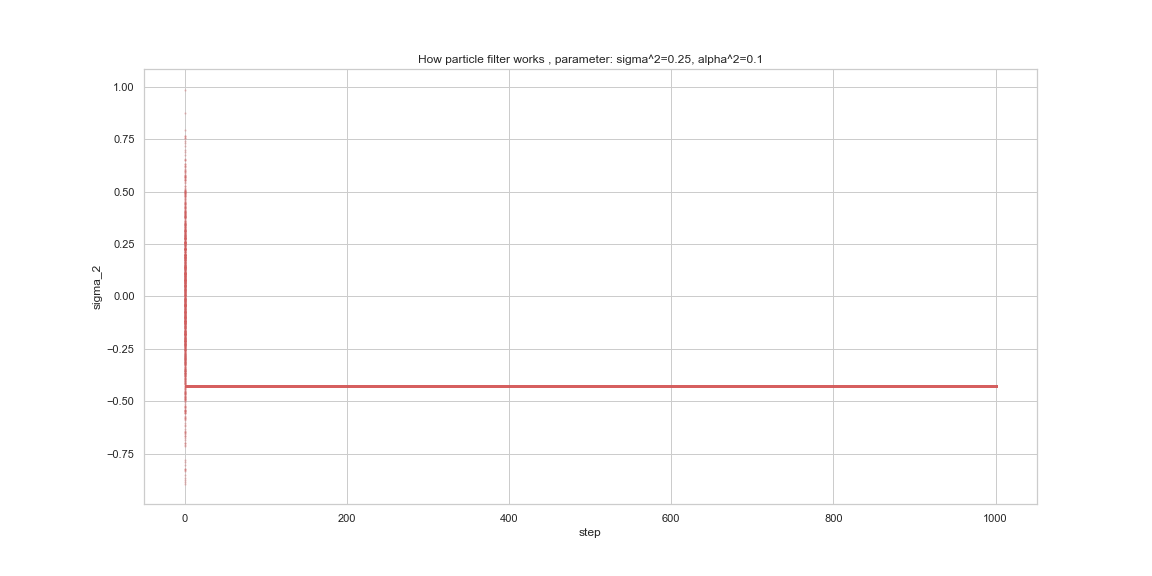 How particle filter works , parameter: sigma^2=0.25, alpha^2=0.1
1.00
0.75
0.50
0.25
0.00
−0.25
−0.50
−0.75
sigma_2
0 200 400 600 800 1000
step